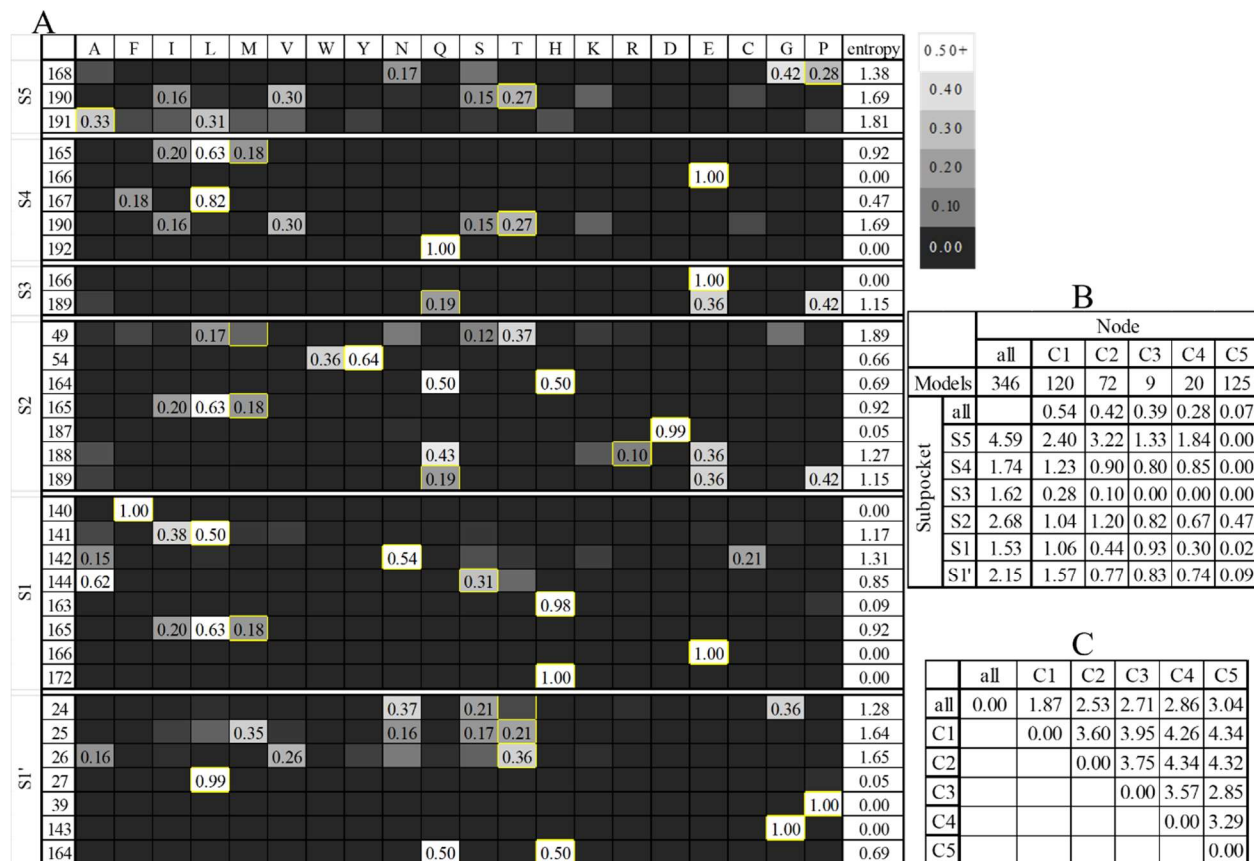 A
A F I L M V W Y N Q S T H K R D E C G P entropy
S5
168 0.17 0.42 0.28 1.38
190 0.16 0.30 0.15 0.27 1.69
191 0.33 0.31 1.81
S4
165 0.20 0.63 0.18 0.92
166 1.00 0.00
167 0.18 0.82 0.47
190 0.16 0.30 0.15 0.27 1.69
192 1.00 0.00
S3
166 1.00 0.00
189 0.19 0.36 0.42 1.15
S2
49 0.17 0.12 0.37 1.89
54 0.36 0.64 0.66
164 0.50 0.50 0.69
165 0.20 0.63 0.18 0.92
187 0.99 0.05
188 0.43 0.10 0.36 1.27
189 0.19 0.36 0.42 1.15
S1
140 1.00 0.00
141 0.38 0.50 1.17
142 0.15 0.54 0.21 1.31
144 0.62 0.31 0.85
163 0.98 0.09
165 0.20 0.63 0.18 0.92
166 1.00 0.00
172 1.00 0.00
S1'
24 0.37 0.21 0.36 1.28
25 0.35 0.16 0.17 0.21 1.64
26 0.16 0.26 0.36 1.65
27 0.99 0.05
39 1.00 0.00
143 1.00 0.00
164 0.50 0.50 0.69
0.50+
0.40
0.30
0.20
0.10
0.00
B
Node
all C1 C2 C3 C4 C5
Models 346 120 72 9 20 125
Subpocket
all 0.54 0.42 0.39 0.28 0.07
S5 4.59 2.40 3.22 1.33 1.84 0.00
S4 1.74 1.23 0.90 0.80 0.85 0.00
S3 1.62 0.28 0.10 0.00 0.00 0.00
S2 2.68 1.04 1.20 0.82 0.67 0.47
S1 1.53 1.06 0.44 0.93 0.30 0.02
S1' 2.15 1.57 0.77 0.83 0.74 0.09
C
all C1 C2 C3 C4 C5
all 0.00 1.87 2.53 2.71 2.86 3.04
C1 0.00 3.60 3.95 4.26 4.34
C2 0.00 3.75 4.34 4.32
C3 0.00 3.57 2.85
C4 0.00 3.29
C5 0.00